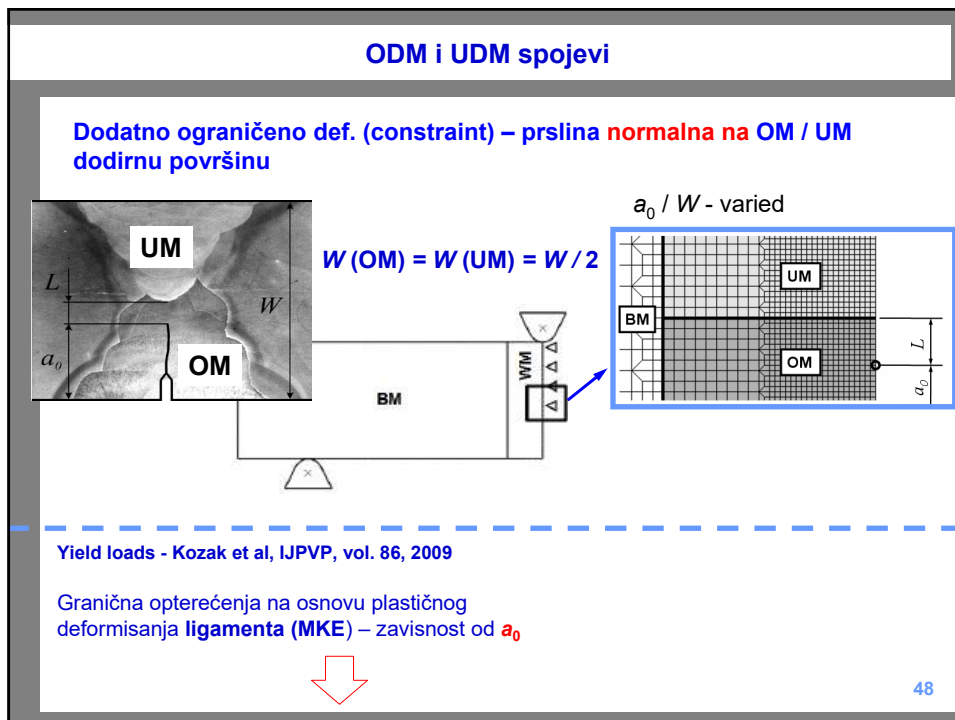 ODM i UDM spojevi
Dodatno ograničeno def. (constraint) – prslina normalna na OM / UM
dodirnu površinu
a₀ / W - varied
UM
L
W
a₀
OM
W (OM) = W (UM) = W / 2
BM
WM
UM
BM
OM
L
a₀
Yield loads - Kozak et al, IJPVP, vol. 86, 2009
Granična opterećenja na osnovu plastičnog
deformisanja ligamenta (MKE) – zavisnost od a₀
48